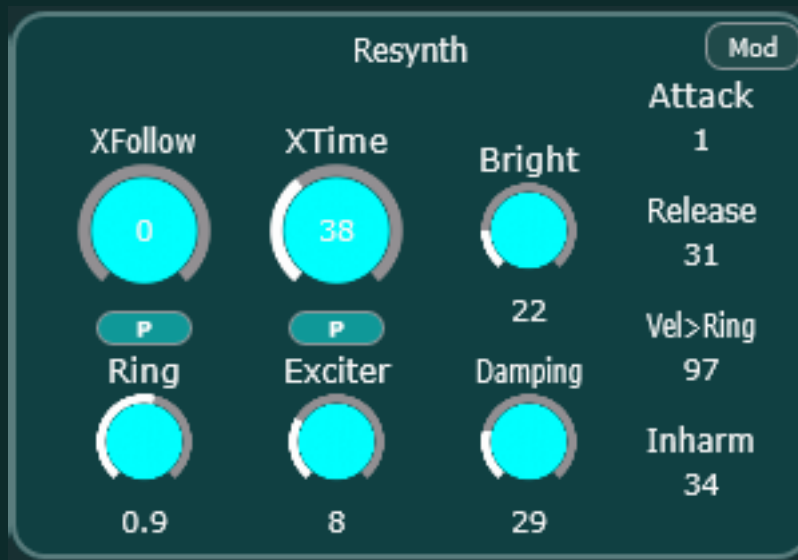 Resynth
Mod
XFollow
0
P
XTime
38
P
Bright
22
Attack
1
Release
31
Vel>Ring
97
Inharm
34
Ring
0.9
Exciter
8
Damping
29